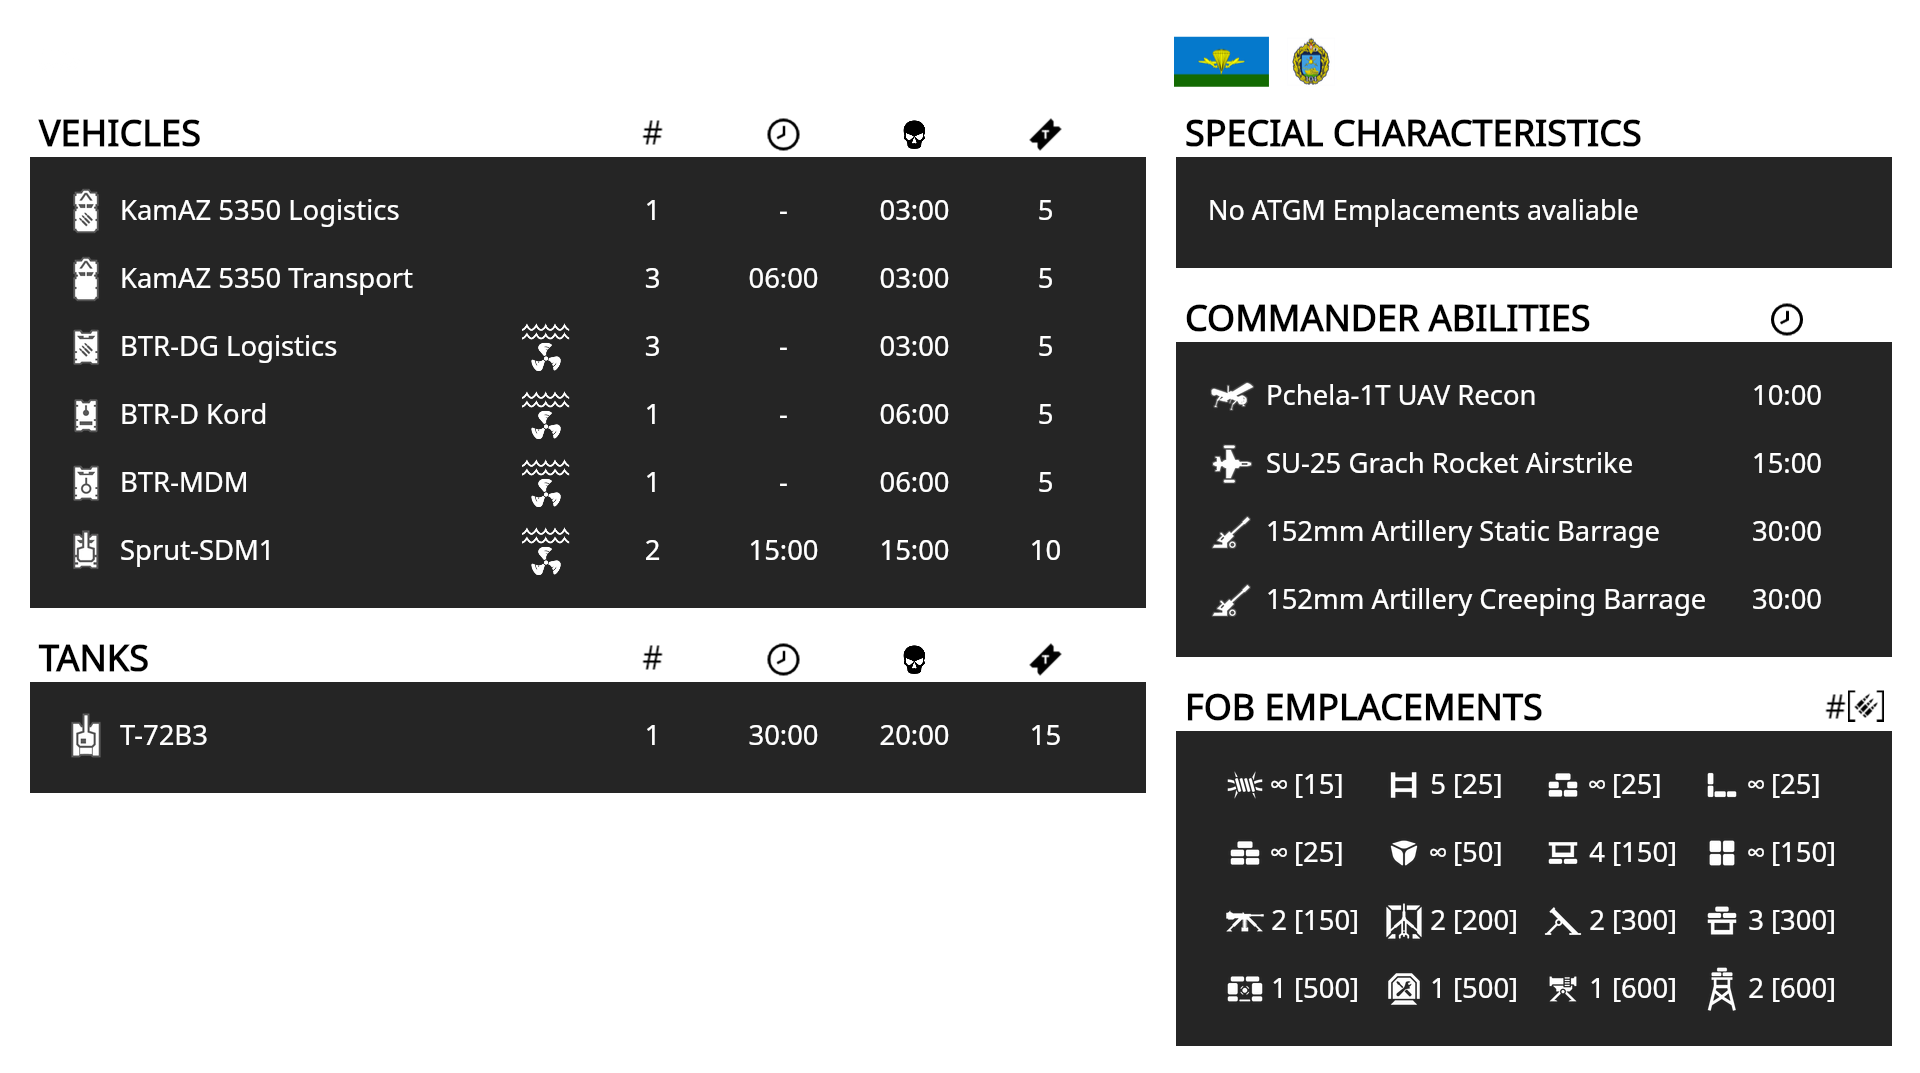 VEHICLES #
KamAZ 5350 Logistics 1 - 03:00 5
KamAZ 5350 Transport 3 06:00 03:00 5
BTR-DG Logistics 3 - 03:00 5
BTR-D Kord 1 - 06:00 5
BTR-MDM 1 - 06:00 5
Sprut-SDM1 2 15:00 15:00 10
TANKS #
T-72B3 1 30:00 20:00 15
SPECIAL CHARACTERISTICS
No ATGM Emplacements avaliable
COMMANDER ABILITIES
Pchela-1T UAV Recon 10:00
SU-25 Grach Rocket Airstrike 15:00
152mm Artillery Static Barrage 30:00
152mm Artillery Creeping Barrage 30:00
FOB EMPLACEMENTS #[]
∞ [15] 5 [25] ∞ [25] ∞ [25]
∞ [25] ∞ [50] 4 [150] ∞ [150]
2 [150] 2 [200] 2 [300] 3 [300]
1 [500] 1 [500] 1 [600] 2 [600]